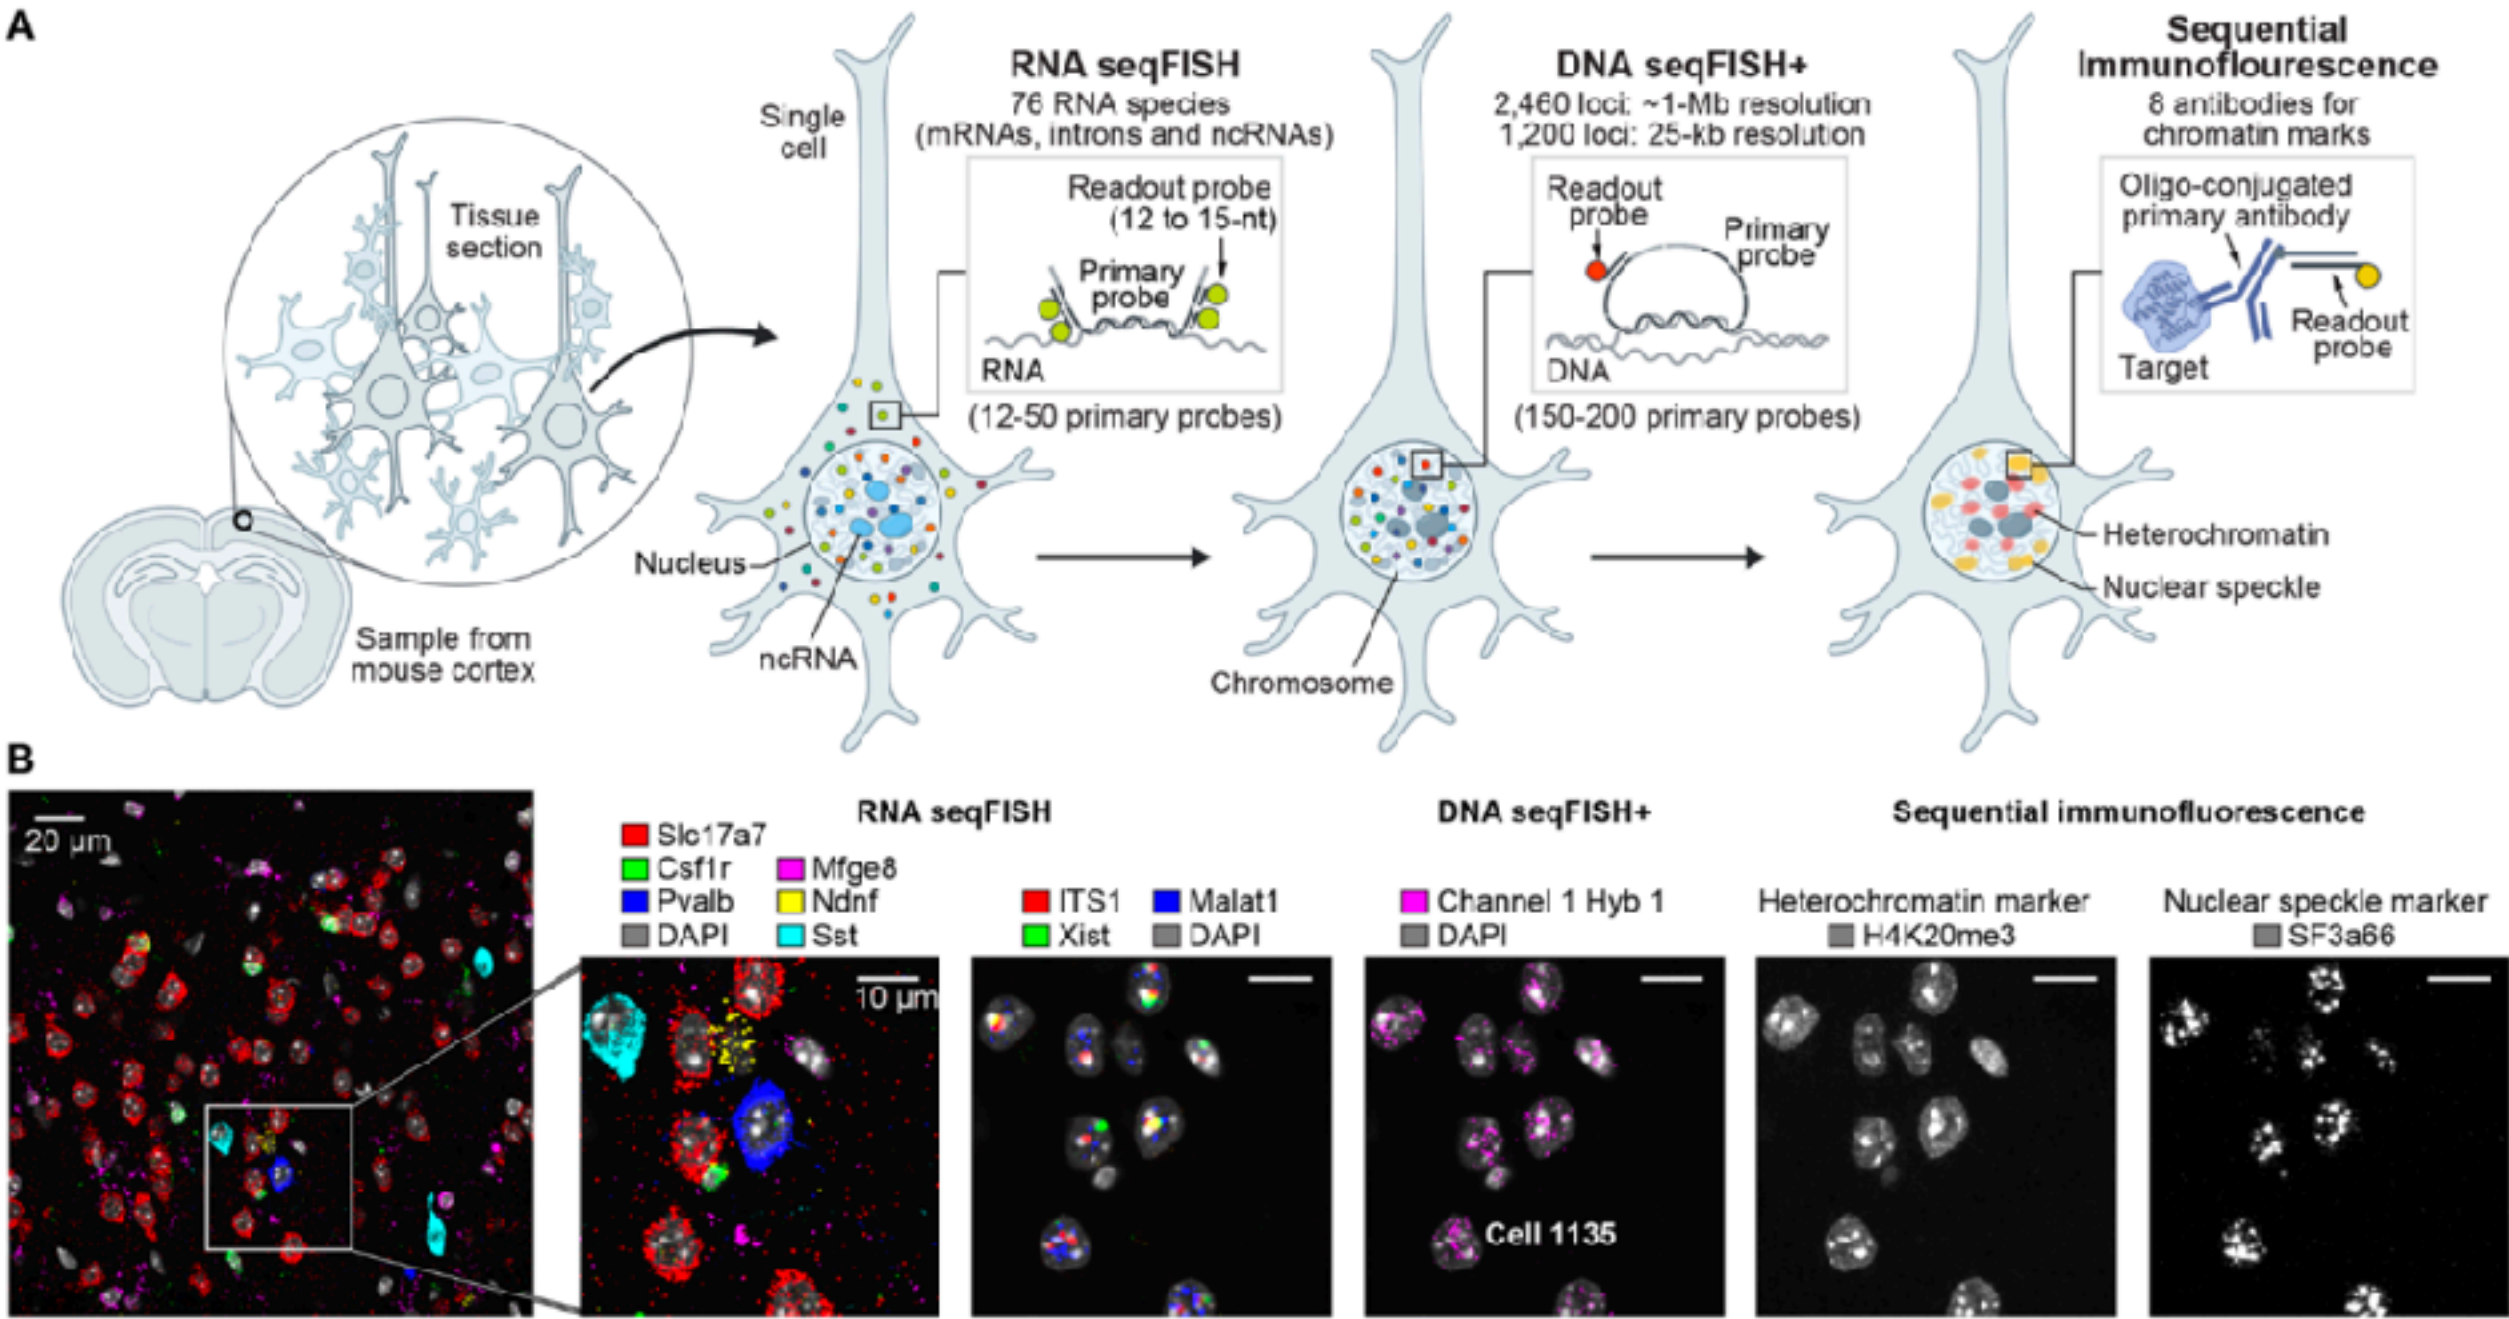 A
Sample from
mouse cortex
Tissue
section
Single
cell
RNA seqFISH
76 RNA species
(mRNAs, introns and ncRNAs)
Readout probe
(12 to 15-nt)
Primary
probe
RNA
(12-50 primary probes)
Nucleus
ncRNA
DNA seqFISH+
2,460 loci: ~1-Mb resolution
1,200 loci: 25-kb resolution
Readout
probe
Primary
probe
DNA
(150-200 primary probes)
Chromosome
Sequential
Immunoflourescence
8 antibodies for
chromatin marks
Oligo-conjugated
primary antibody
Readout
probe
Target
Heterochromatin
Nuclear speckle
B
20 μm
RNA seqFISH
Slc17a7
Csf1r Mfge8
Pvalb Ndnf
DAPI Sst
10 μm
ITS1 Malat1
Xist DAPI
DNA seqFISH+
Channel 1 Hyb 1
DAPI
Cell 1135
Sequential immunofluorescence
Heterochromatin marker
H4K20me3
Nuclear speckle marker
SF3a66